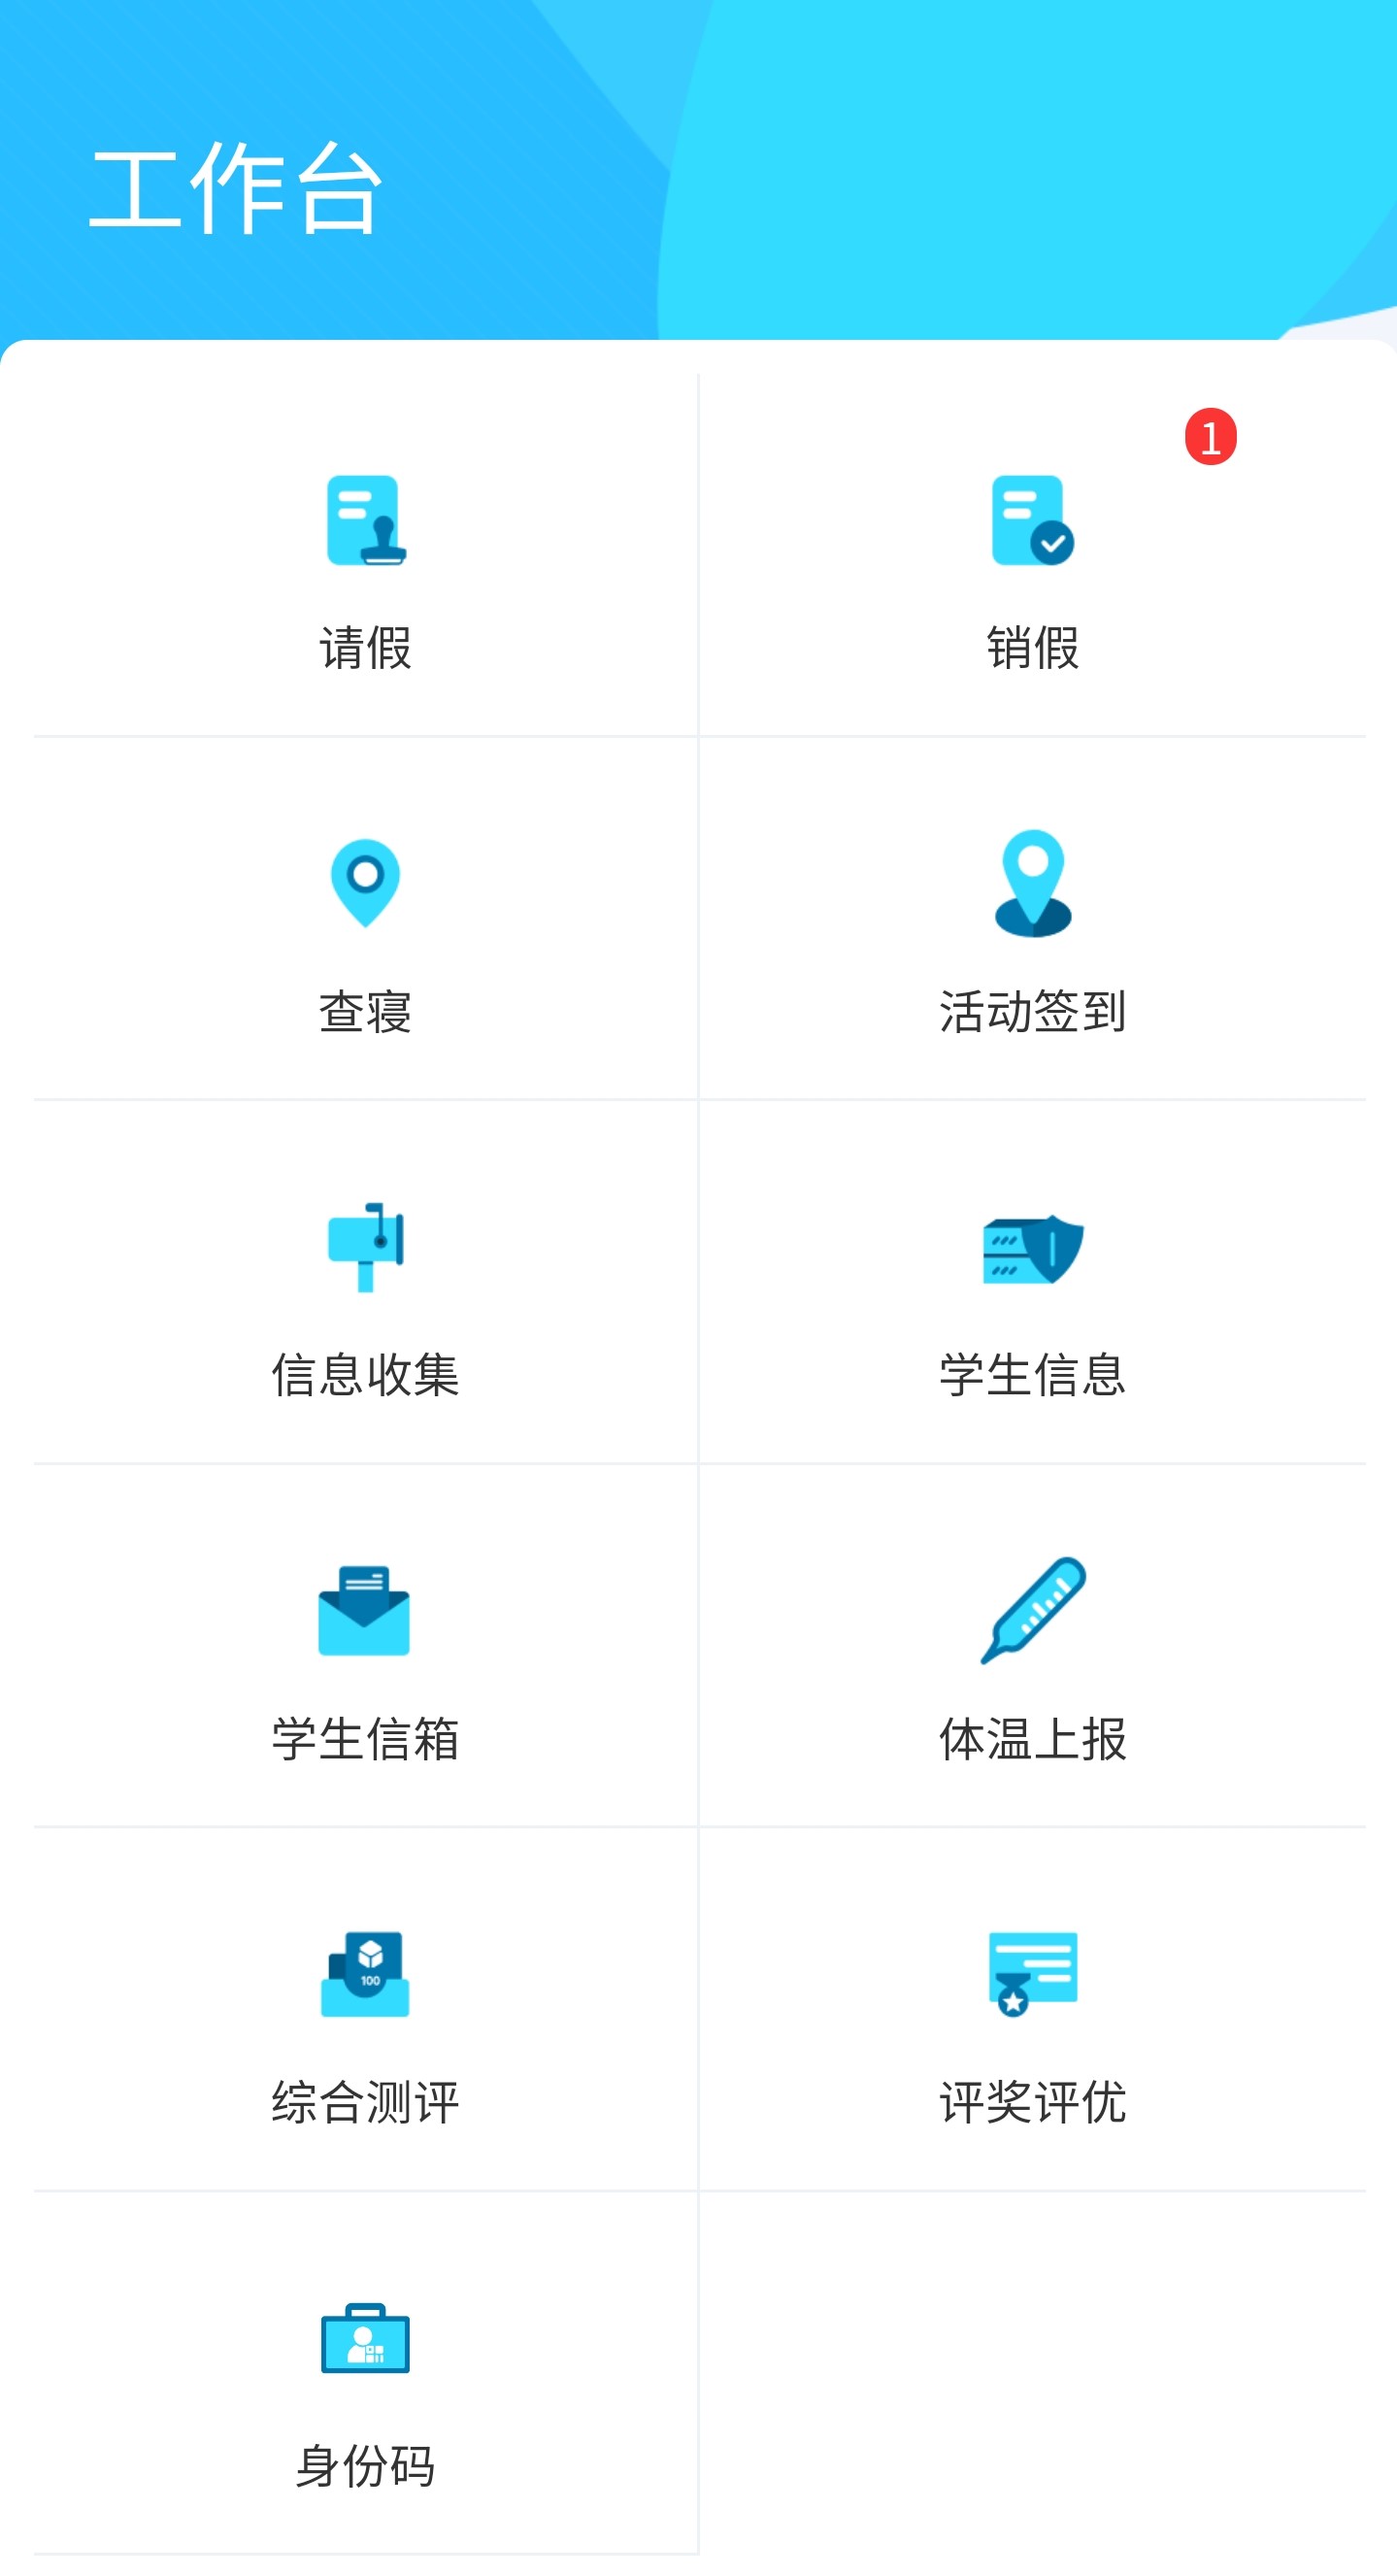 工作台
1
请假
销假
查寝
活动签到
信息收集
学生信息
学生信箱
体温上报
100
综合测评
评奖评优
身份码